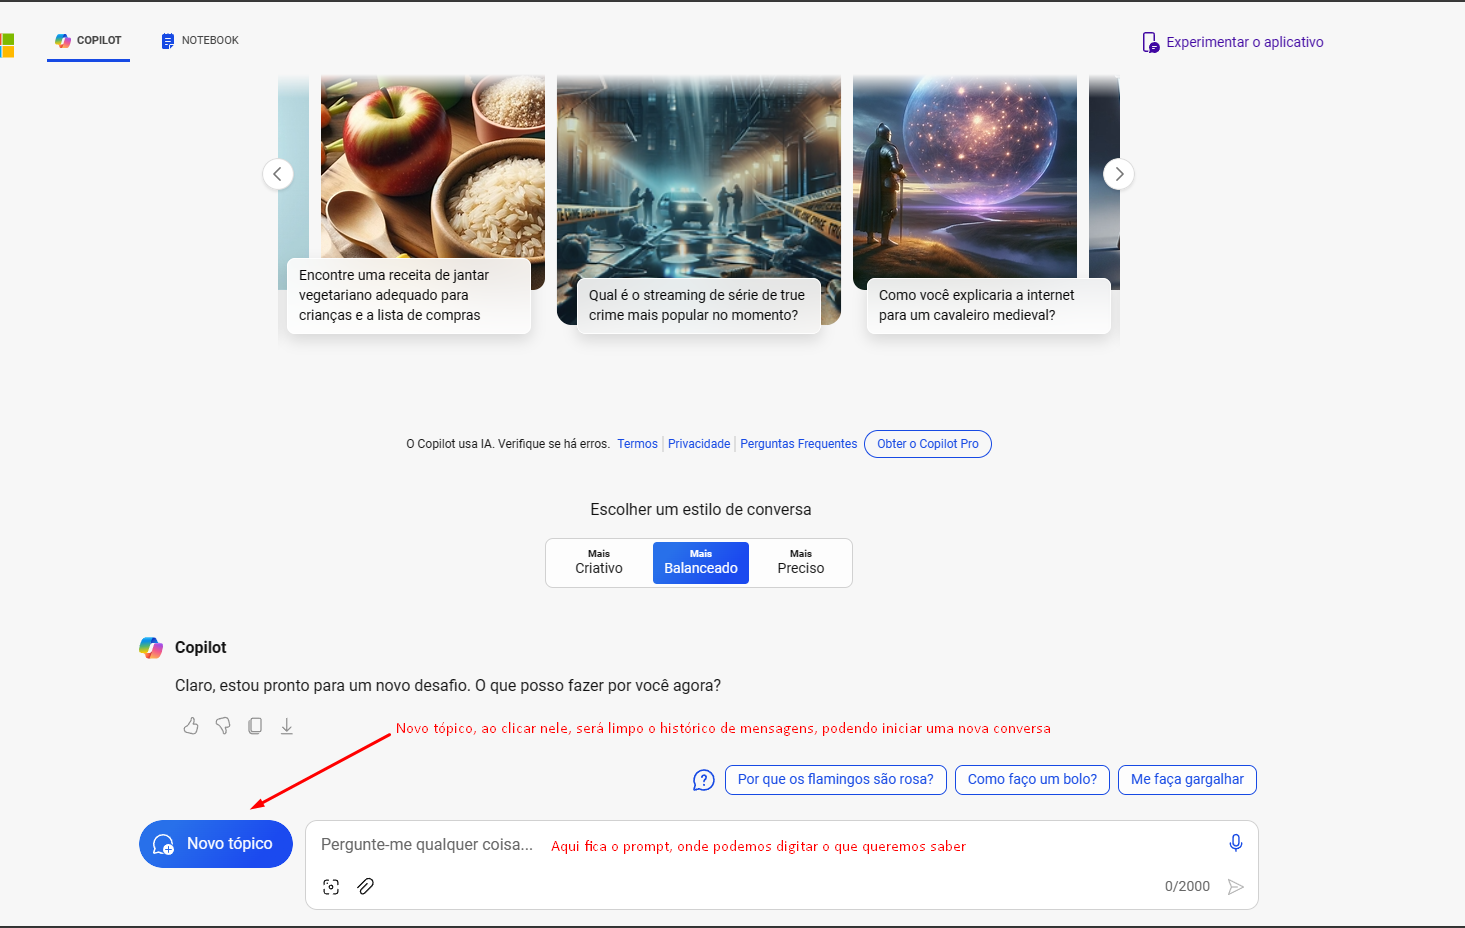 COPILOT
NOTEBOOK
Experimentar o aplicativo
Encontre uma receita de jantar
vegetariano adequado para
crianças e a lista de compras
Qual é o streaming de série de true
crime mais popular no momento?
Como você explicaria a internet
para um cavaleiro medieval?
O Copilot usa IA. Verifique se há erros. Termos | Privacidade | Perguntas Frequentes Obter o Copilot Pro
Escolher um estilo de conversa
Mais
Criativo
Mais
Balanceado
Mais
Preciso
Copilot
Claro, estou pronto para um novo desafio. O que posso fazer por você agora?
Novo tópico, ao clicar nele, será limpo o histórico de mensagens, podendo iniciar uma nova conversa
Por que os flamingos são rosa?
Como faço um bolo?
Me faça gargalhar
Novo tópico
Pergunte-me qualquer coisa...
Aqui fica o prompt, onde podemos digitar o que queremos saber
0/2000